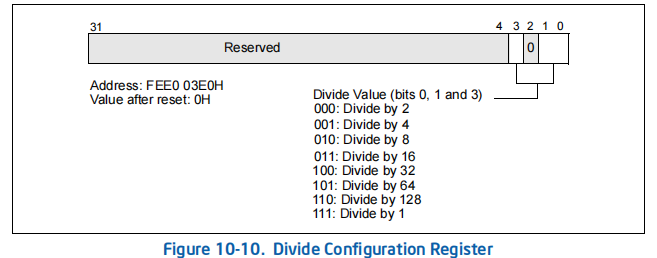 31 4 3 2 1 0
Reserved 0
Address: FEE0 03E0H
Value after reset: 0H
Divide Value (bits 0, 1 and 3)
000: Divide by 2
001: Divide by 4
010: Divide by 8
011: Divide by 16
100: Divide by 32
101: Divide by 64
110: Divide by 128
111: Divide by 1
Figure 10-10. Divide Configuration Register